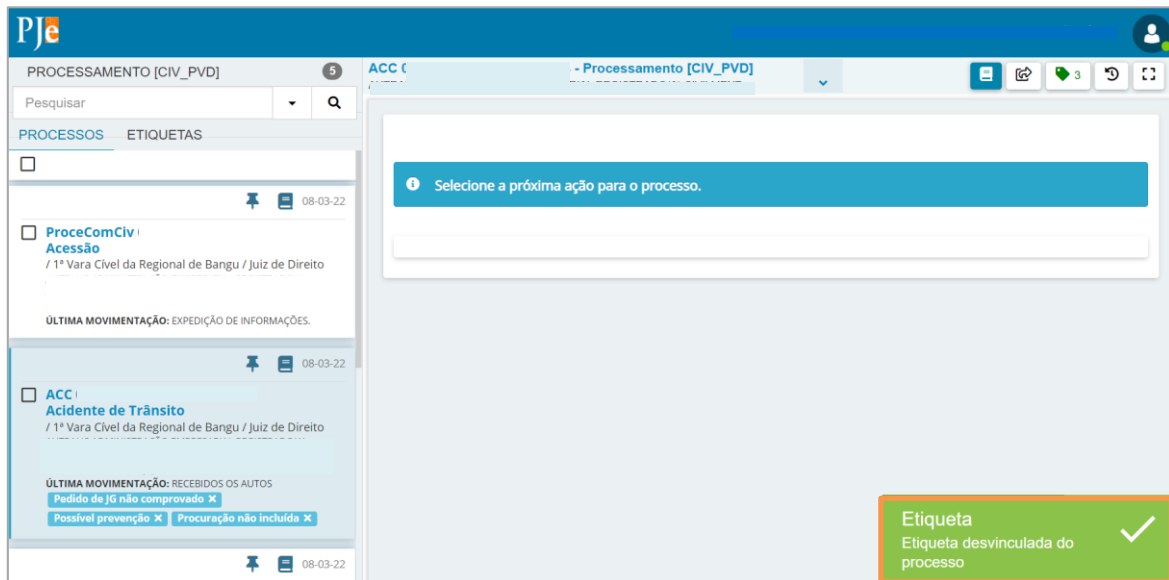 PJe
PROCESSAMENTO [CIV_PVD] 5
Pesquisar
PROCESSOS ETIQUETAS
08-03-22
ProceComCiv
Acessão
/ 1ª Vara Cível da Regional de Bangu / Juiz de Direito
ÚLTIMA MOVIMENTAÇÃO: EXPEDIÇÃO DE INFORMAÇÕES.
08-03-22
ACC
Acidente de Trânsito
/ 1ª Vara Cível da Regional de Bangu / Juiz de Direito
ÚLTIMA MOVIMENTAÇÃO: RECEBIDOS OS AUTOS
Pedido de JG não comprovado ×
Possível prevenção × Procuração não incluída ×
08-03-22
ACC - Processamento [CIV_PVD]
3
Selecione a próxima ação para o processo.
Etiqueta
Etiqueta desvinculada do
processo